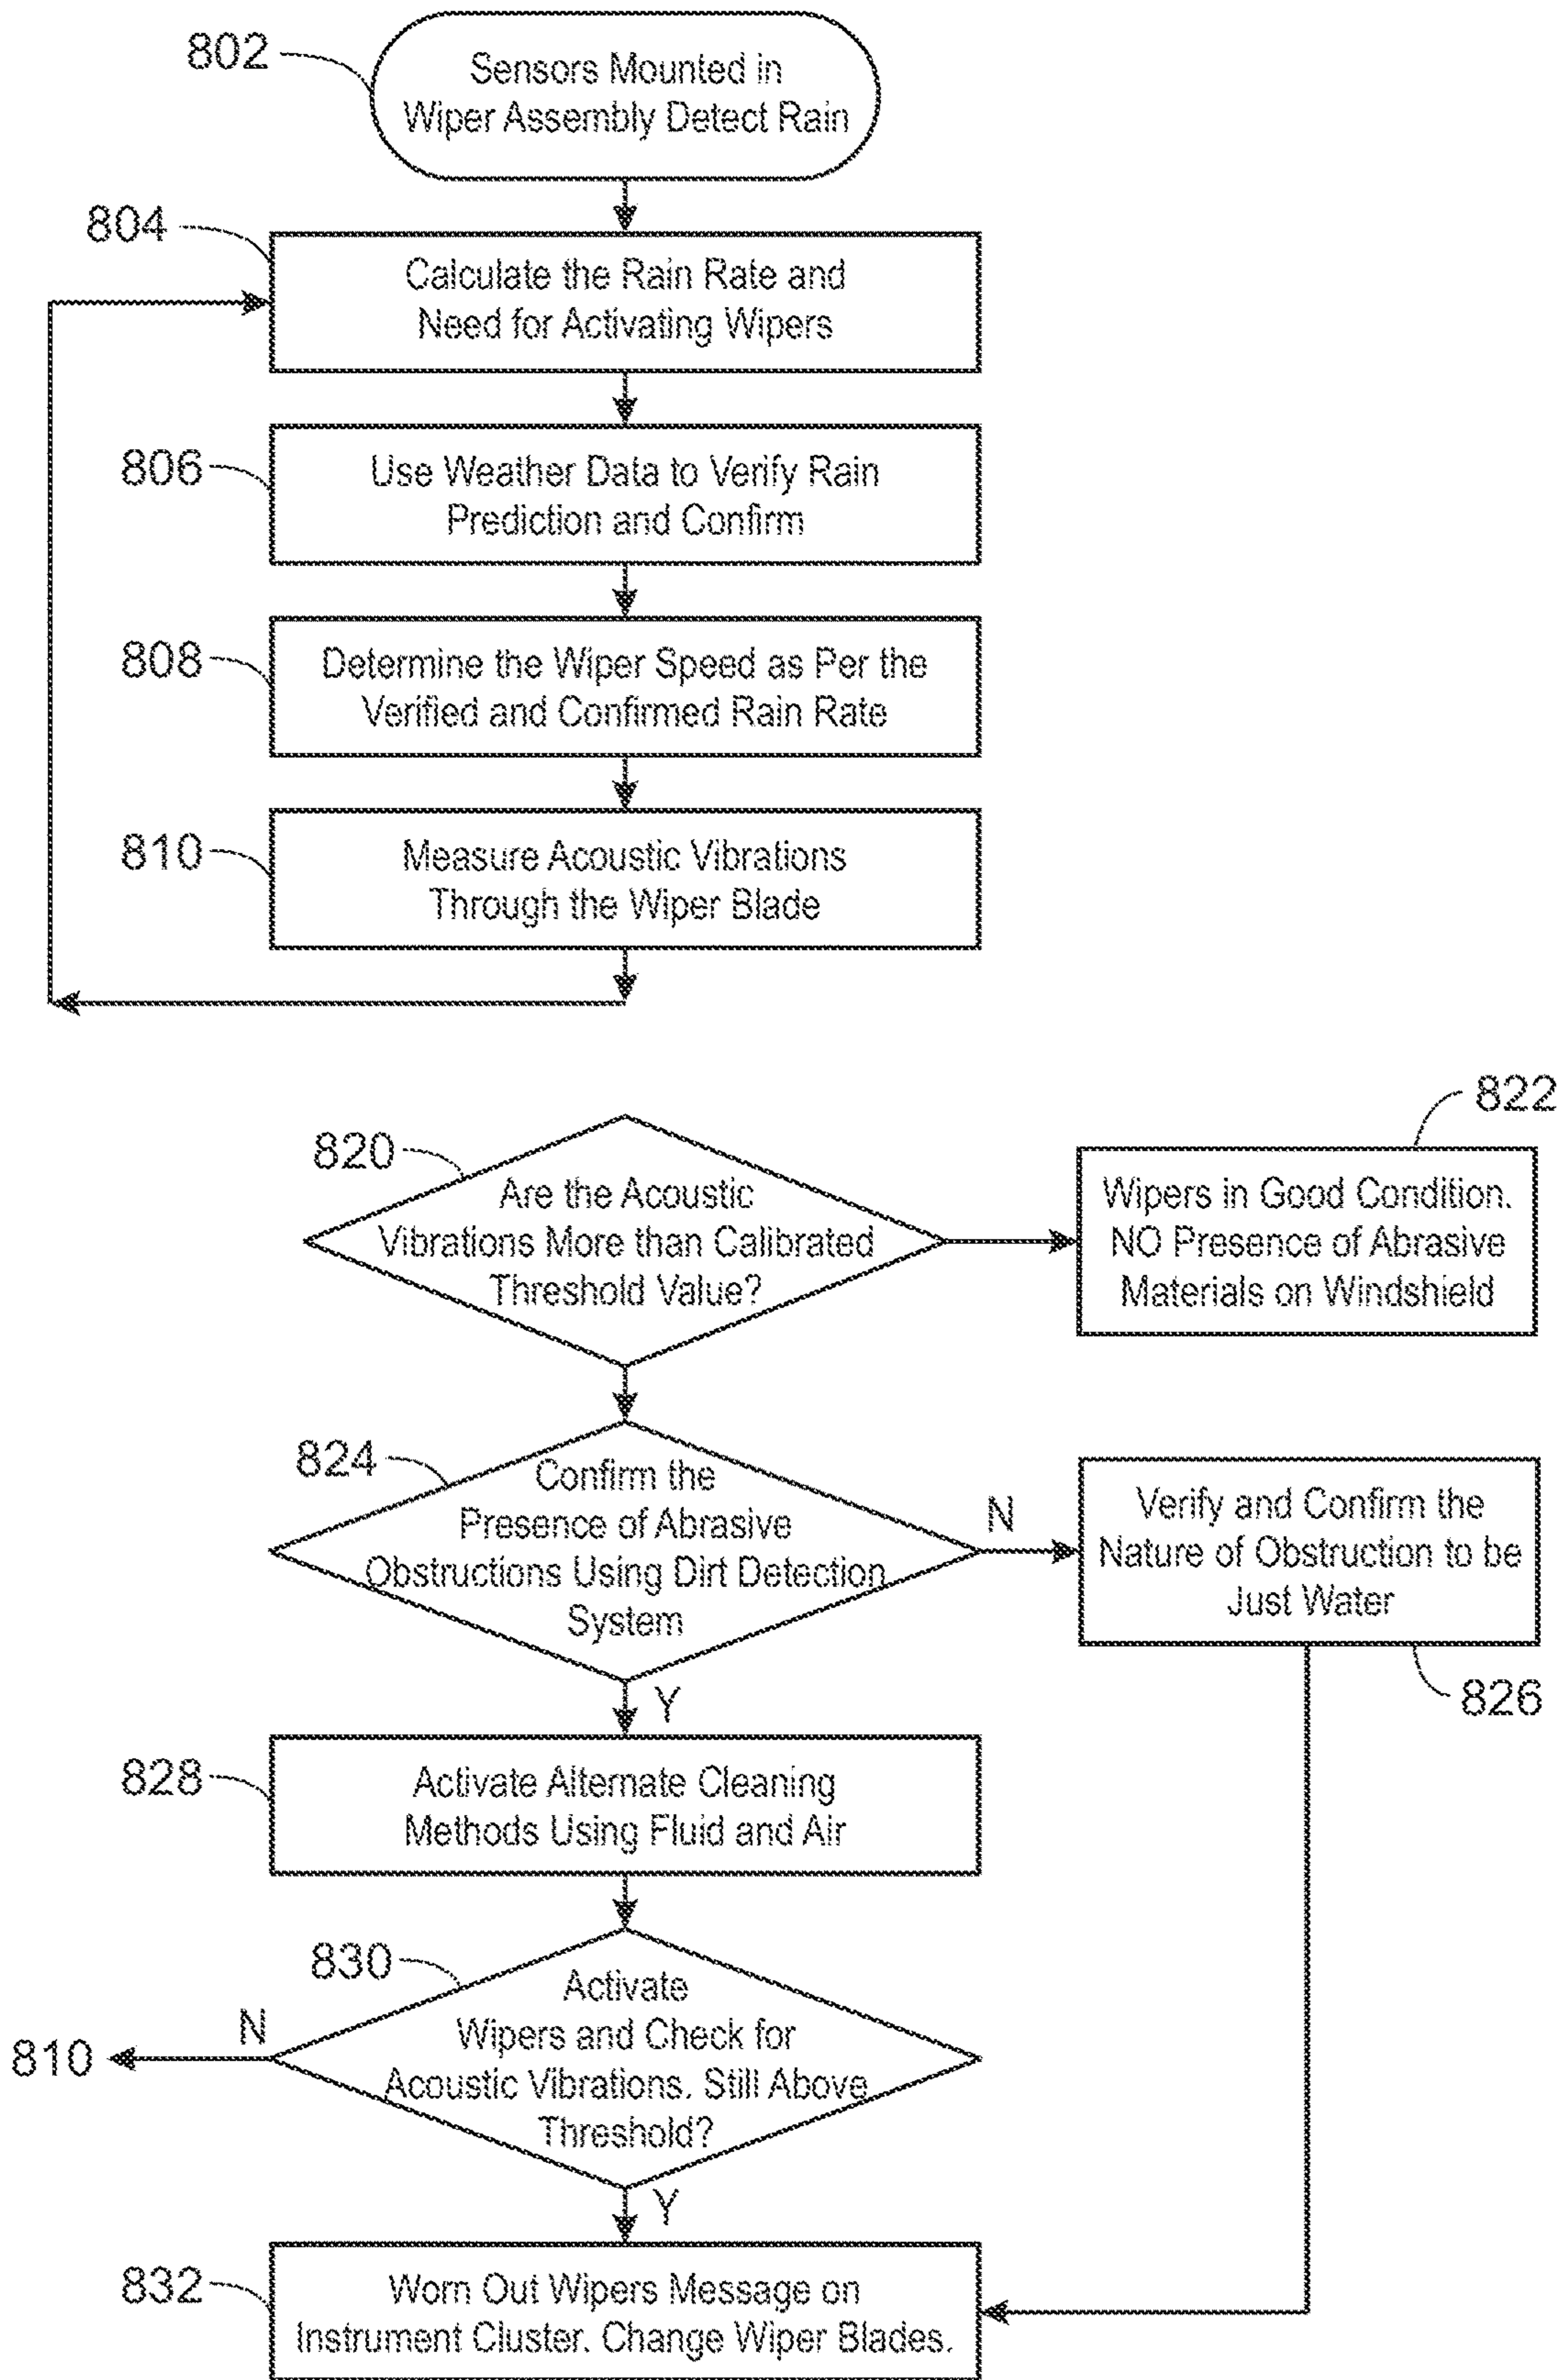 802
Sensors Mounted in
Wiper Assembly Detect Rain
804
Calculate the Rain Rate and
Need for Activating Wipers
806
Use Weather Data to Verify Rain
Prediction and Confirm
808
Determine the Wiper Speed as Per the
Verified and Confirmed Rain Rate
810
Measure Acoustic Vibrations
Through the Wiper Blade
820
Are the Acoustic
Vibrations More than Calibrated
Threshold Value?
822
Wipers in Good Condition.
NO Presence of Abrasive
Materials on Windshield
824
Confirm the
Presence of Abrasive
Obstructions Using Dirt Detection
System
N
Verify and Confirm the
Nature of Obstruction to be
Just Water
826
Y
828
Activate Alternate Cleaning
Methods Using Fluid and Air
830
Activate
Wipers and Check for
Acoustic Vibrations. Still Above
Threshold?
N
810
Y
832
Worn Out Wipers Message on
Instrument Cluster. Change Wiper Blades.